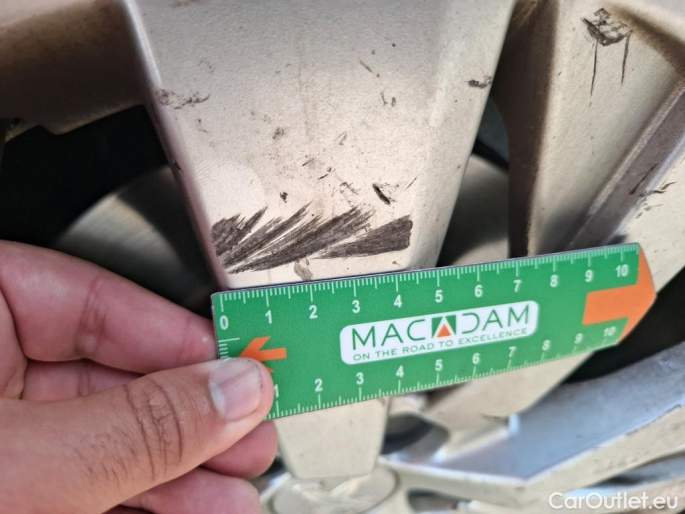 0 1 2 3 4 5 6 7 8 9 10
MACADAM
ON THE ROAD TO EXCELLENCE
1 2 3 4 5 6 7 8 9 10
CarOutlet.eu